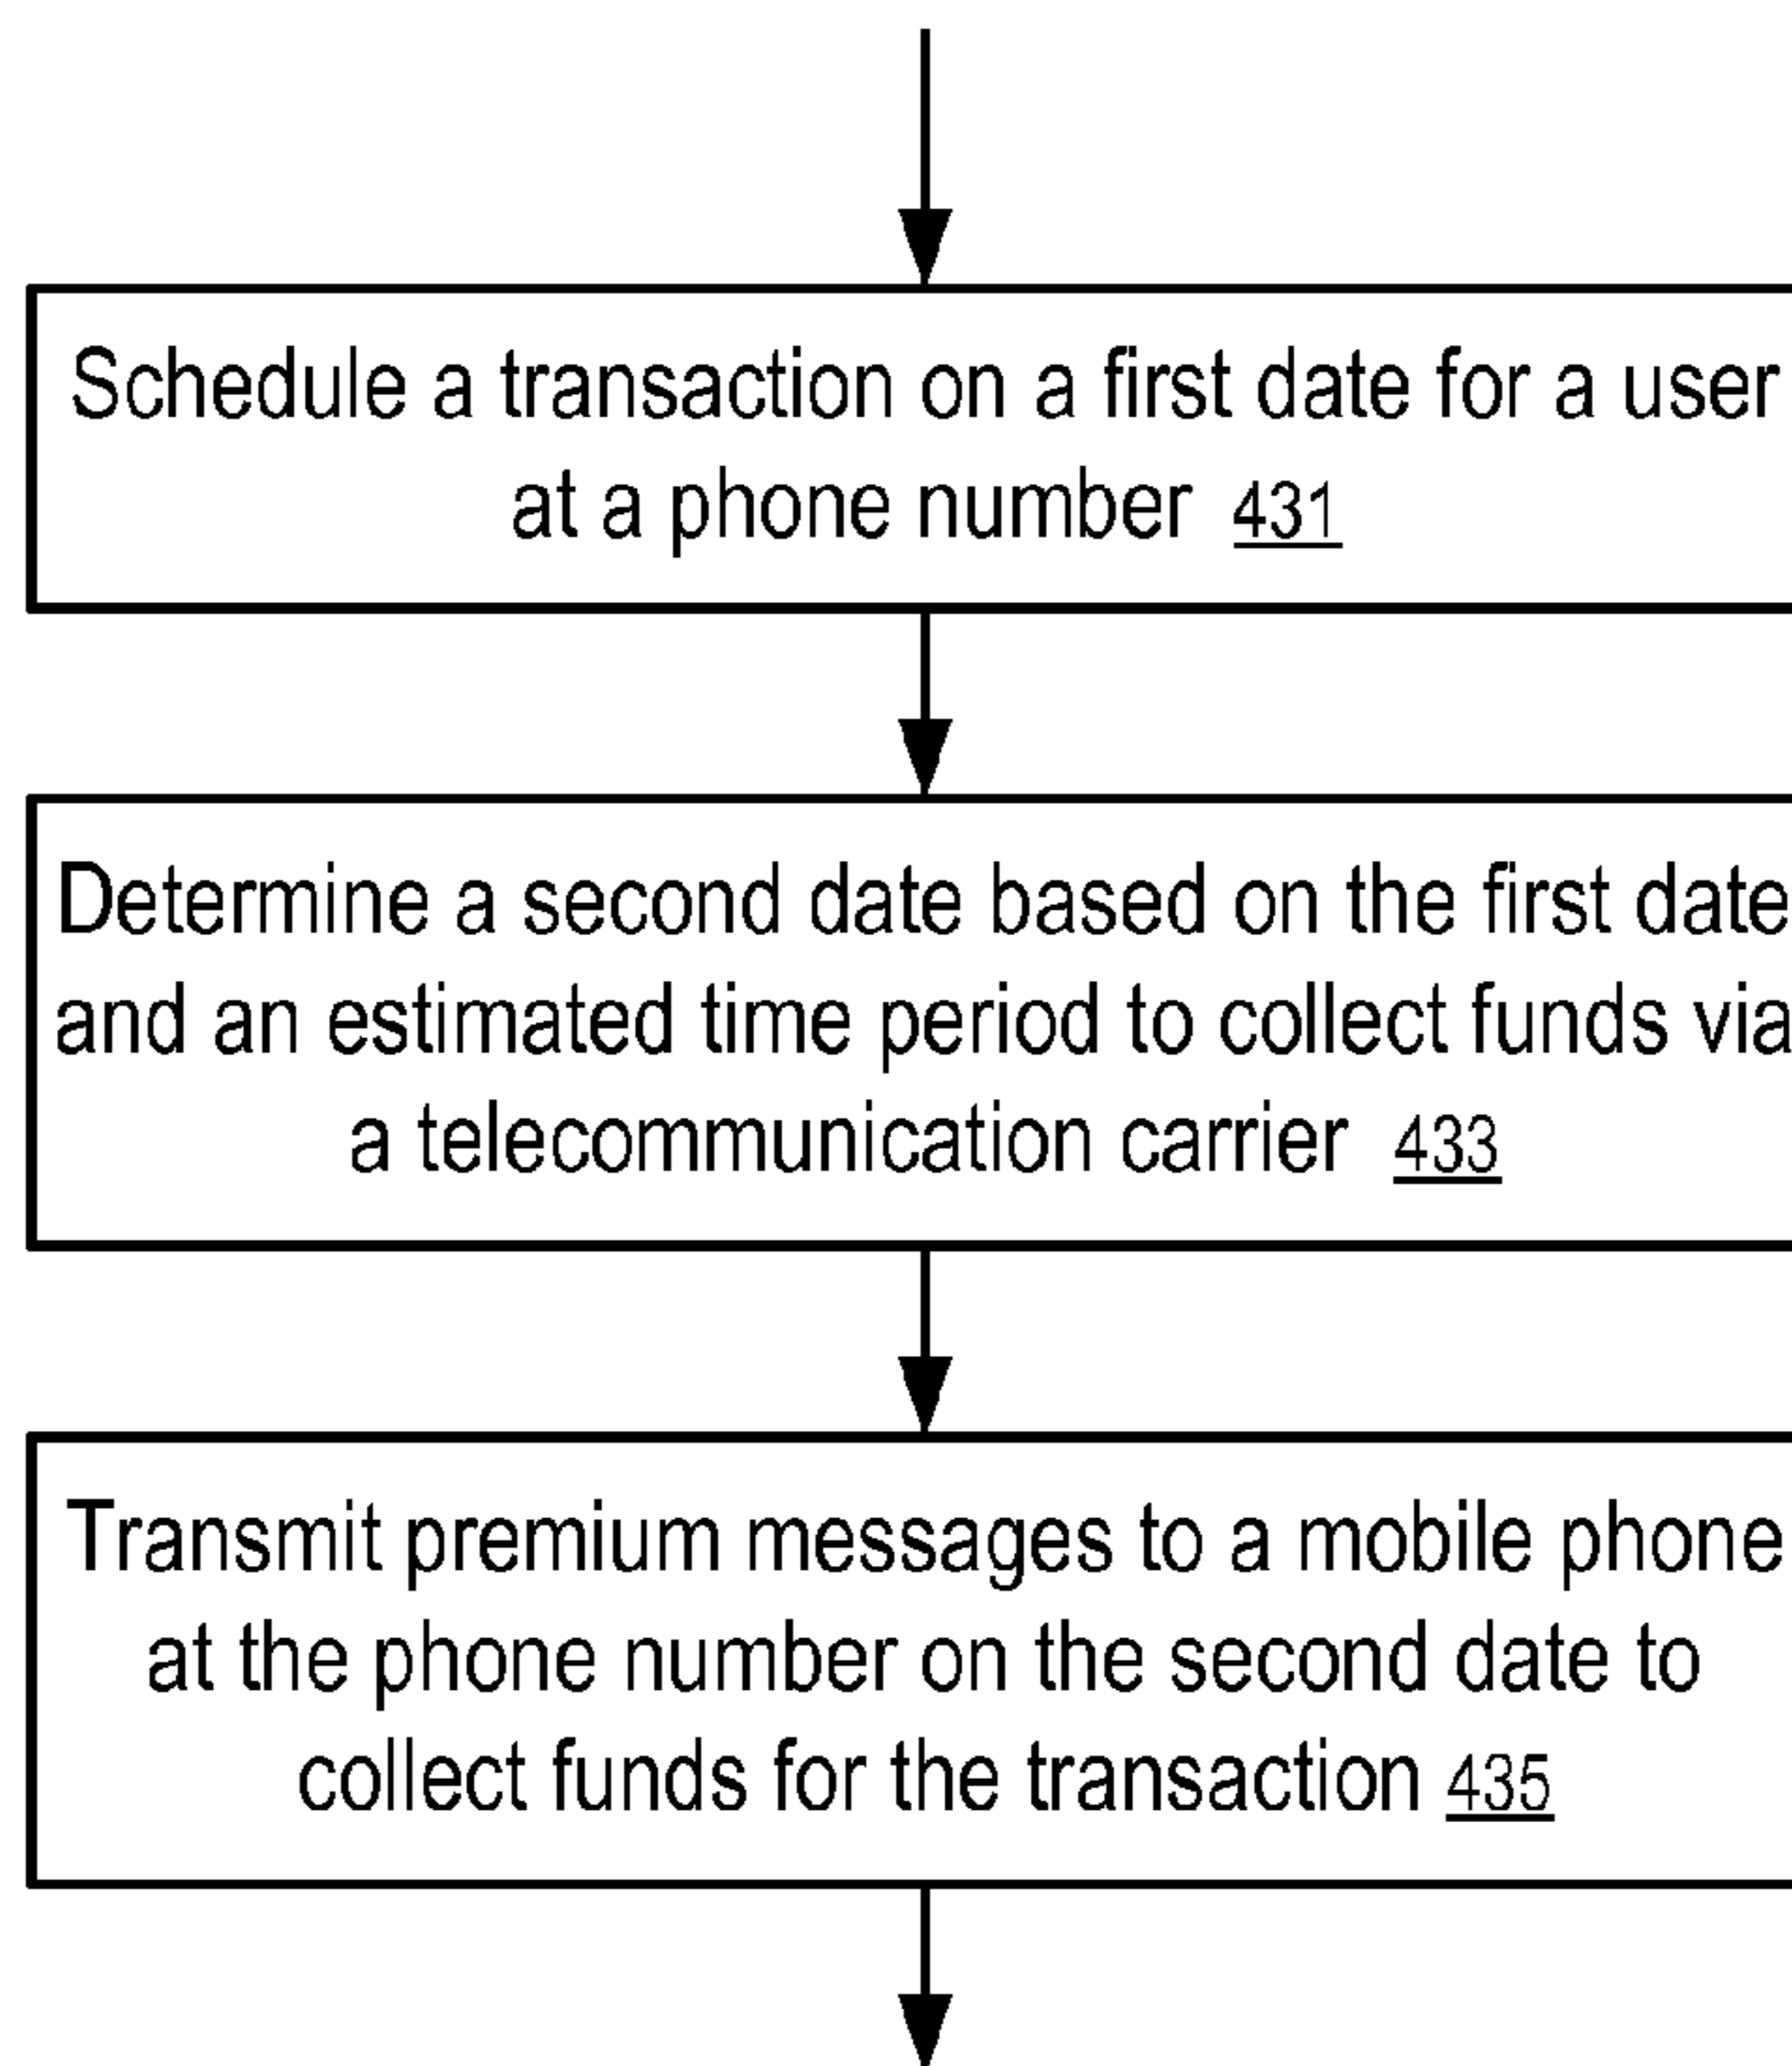 Schedule a transaction on a first date for a user
at a phone number 431
Determine a second date based on the first date
and an estimated time period to collect funds via
a telecommunication carrier 433
Transmit premium messages to a mobile phone
at the phone number on the second date to
collect funds for the transaction 435